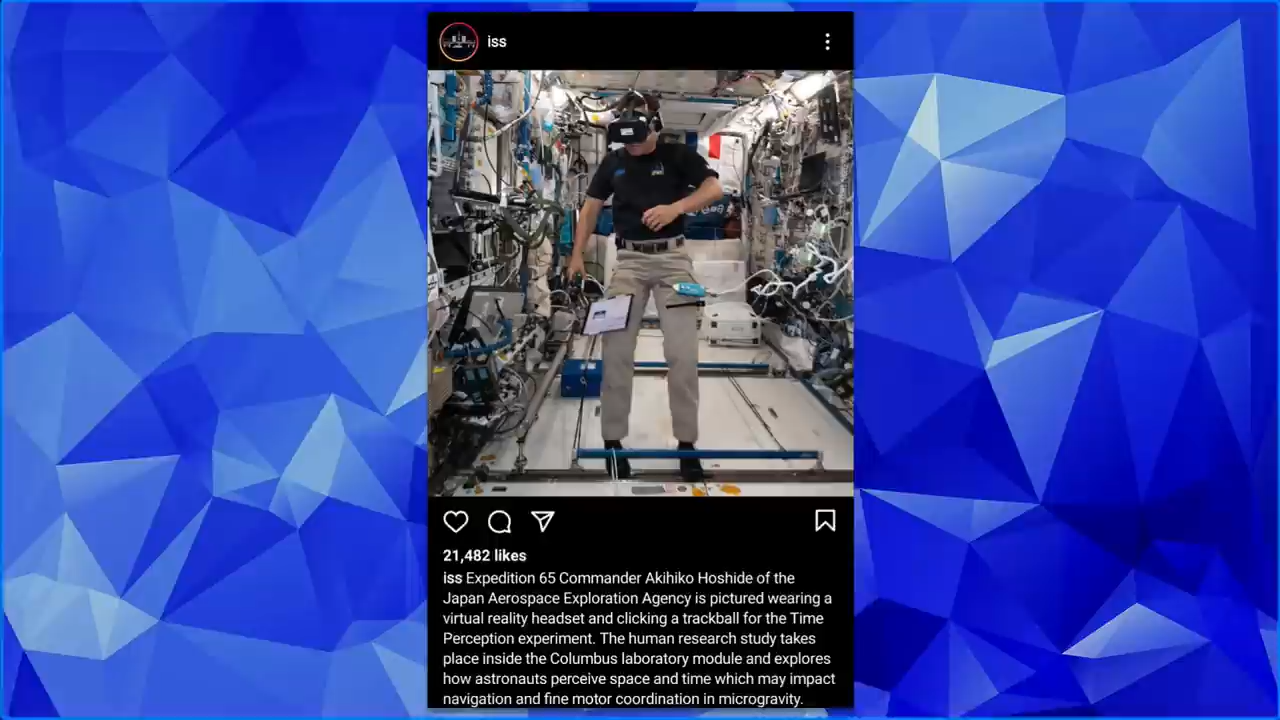 iss
21,482 likes
iss Expedition 65 Commander Akihiko Hoshide of the
Japan Aerospace Exploration Agency is pictured wearing a
virtual reality headset and clicking a trackball for the Time
Perception experiment. The human research study takes
place inside the Columbus laboratory module and explores
how astronauts perceive space and time which may impact
navigation and fine motor coordination in microgravity.